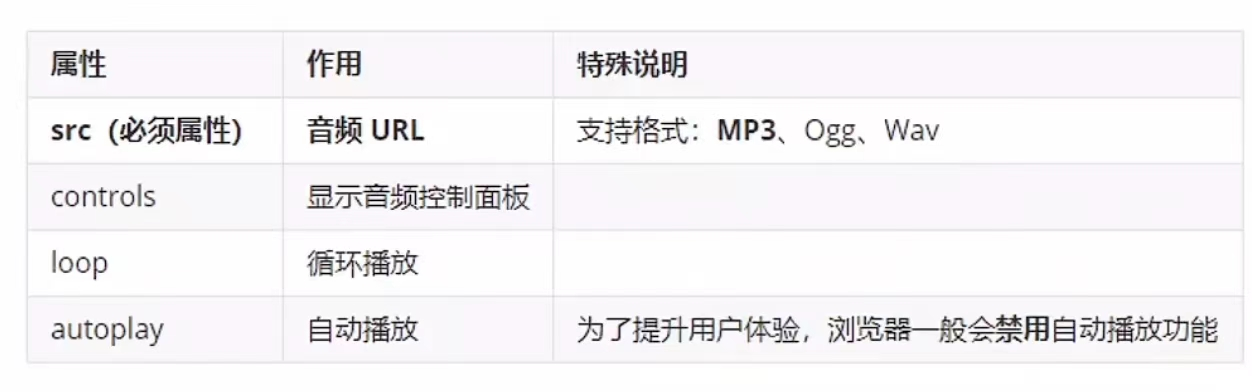 属性 作用 特殊说明
src（必须属性） 音频 URL 支持格式：MP3、Ogg、Wav
controls 显示音频控制面板
loop 循环播放
autoplay 自动播放 为了提升用户体验，浏览器一般会禁用自动播放功能